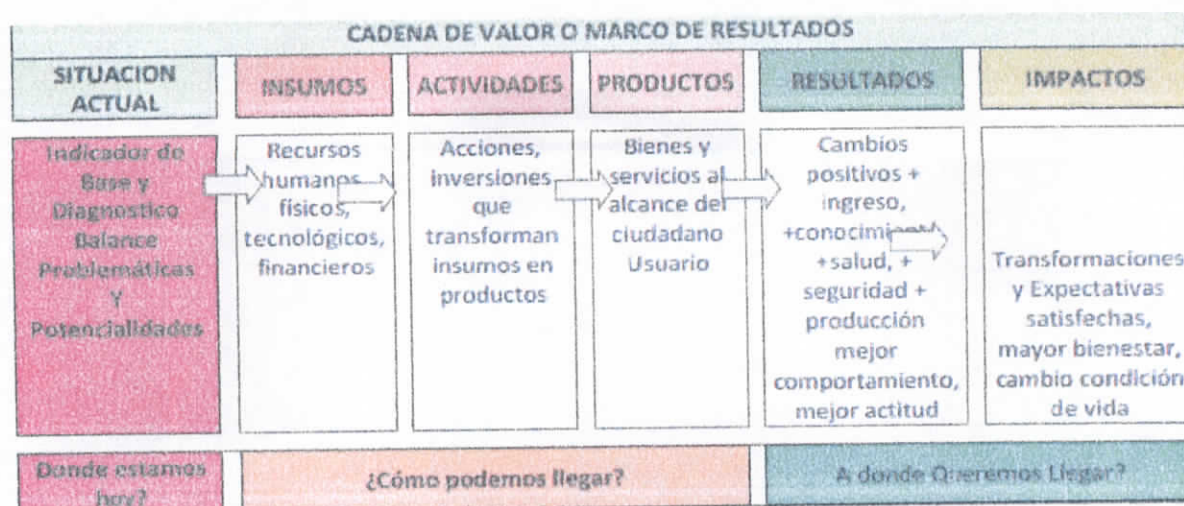 CADENA DE VALOR O MARCO DE RESULTADOS
SITUACION
ACTUAL
INSUMOS
ACTIVIDADES
PRODUCTOS
RESULTADOS
IMPACTOS
Indicador de
Base y
Diagnostico
Balance
Problemáticas
Y
Potencialidades
Recursos
humanos
físicos,
tecnológicos,
financieros
Acciones,
inversiones
que
transforman
insumos en
productos
Bienes y
servicios al
alcance del
ciudadano
Usuario
Cambios
positivos +
ingreso,
+salud, +
seguridad +
producción
mejor
comportamiento,
mejor actitud
Transformaciones
y Expectativas
satisfechas,
mayor bienestar,
cambio condición
de vida
Donde estamos
hoy?
¿Cómo podemos llegar?
A donde Queremos Llegar?